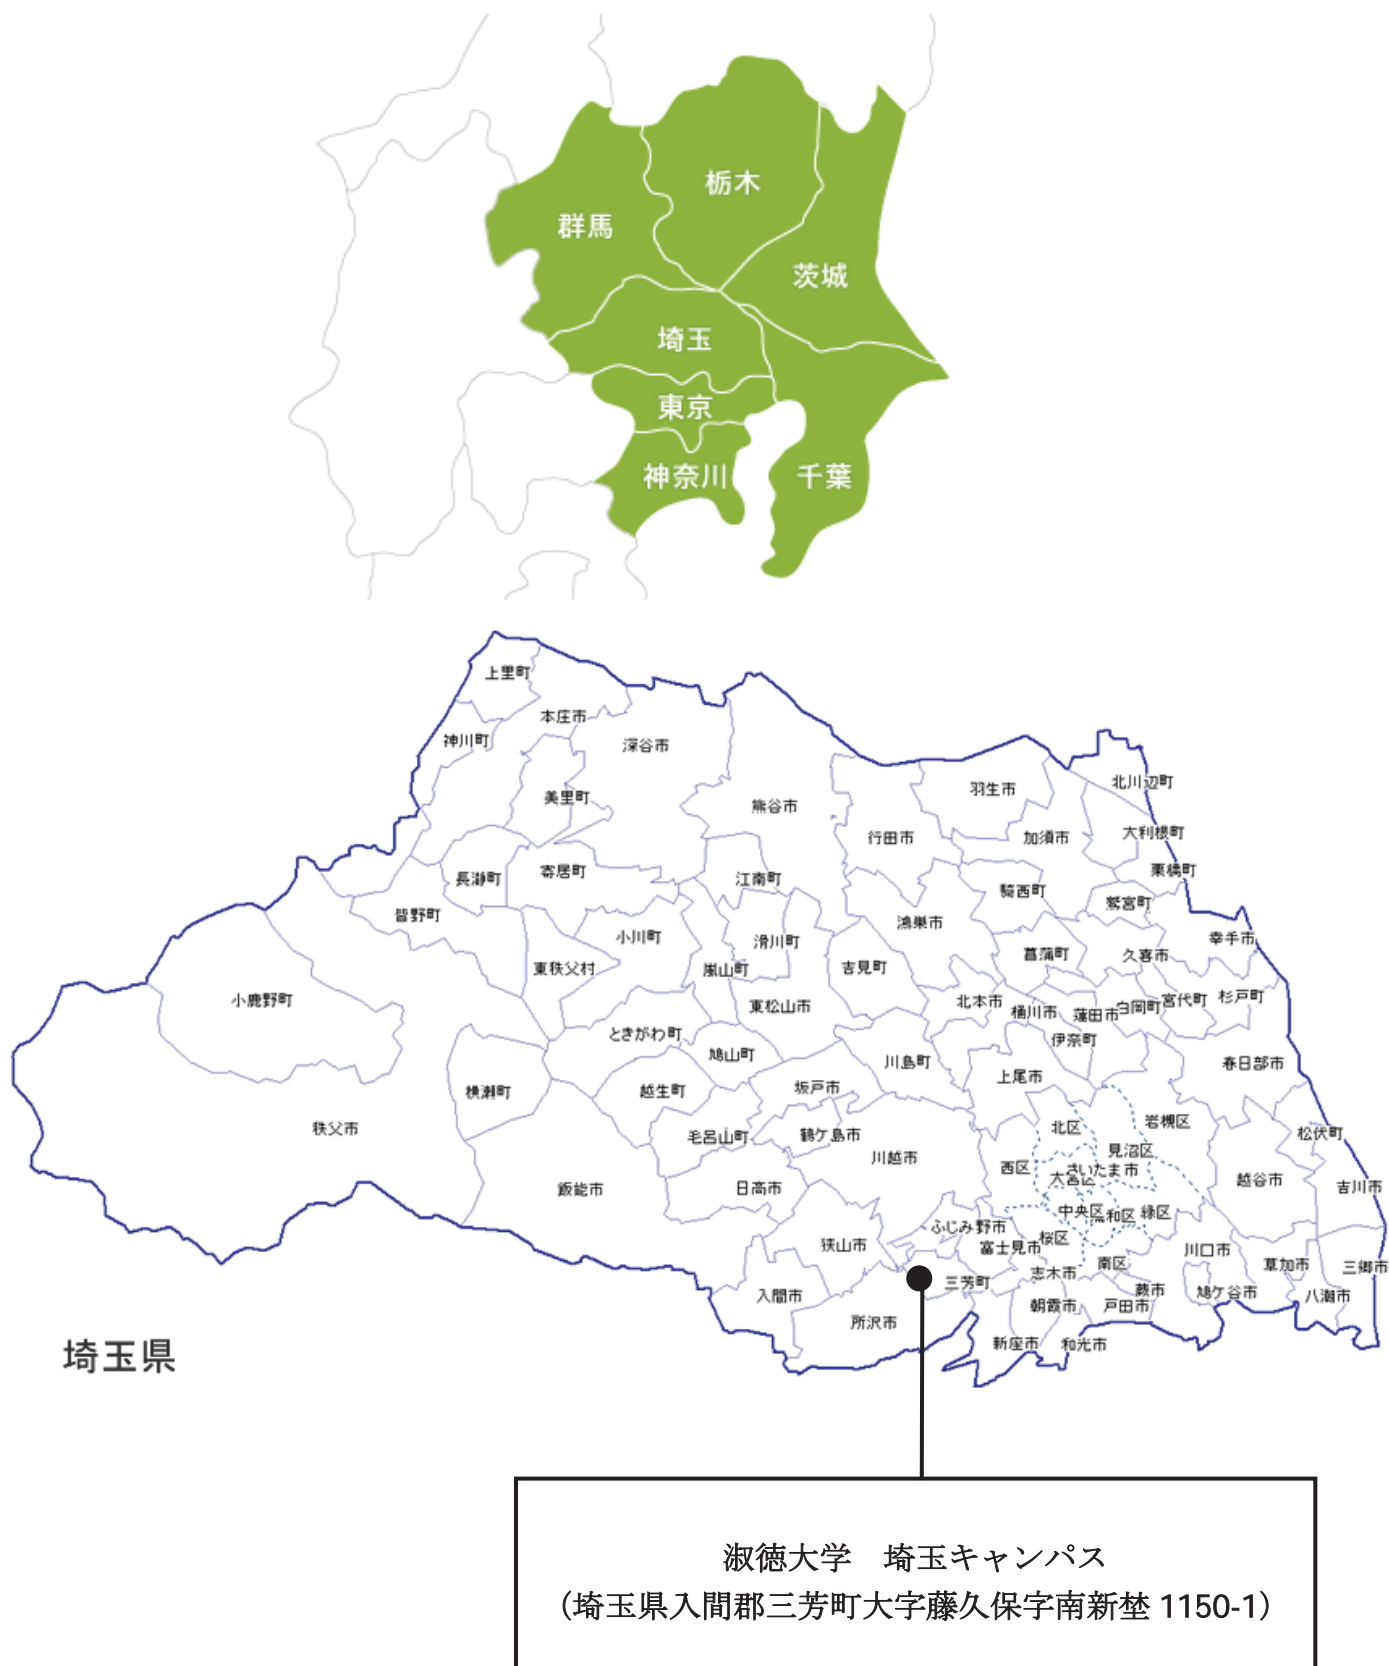 栃木
群馬
茨城
埼玉
東京
神奈川
千葉
上里町
本庄市
神川町
深谷市
北川辺町
羽生市
美里町
熊谷市
大利根町
行田市
加須市
栗橋町
寄居町
長瀞町
江南町
騎西町
鷲宮町
皆野町
鴻巣市
小川町
滑川町
幸手市
東秩父村
嵐山町
吉見町
菖蒲町
久喜市
小鹿野町
東松山市
北本市
桶川市
蓮田市
白岡町
宮代町
杉戸町
ときがわ町
鳩山町
川島町
伊奈町
春日部市
上尾市
横瀬町
越生町
坂戸市
秩父市
毛呂山町
鶴ケ島市
北区
岩槻区
松伏町
川越市
見沼区
西区
さいたま市
大宮区
飯能市
日高市
越谷市
吉川市
中央区
浦和区
緑区
ふじみ野市
狭山市
富士見市
桜区
川口市
南区
草加市
三郷市
志木市
三芳町
入間市
朝霞市
蕨市
戸田市
鳩ケ谷市
八潮市
所沢市
新座市
和光市
埼玉県
淑徳大学　埼玉キャンパス
（埼玉県入間郡三芳町大字藤久保字南新埜 1150-1）